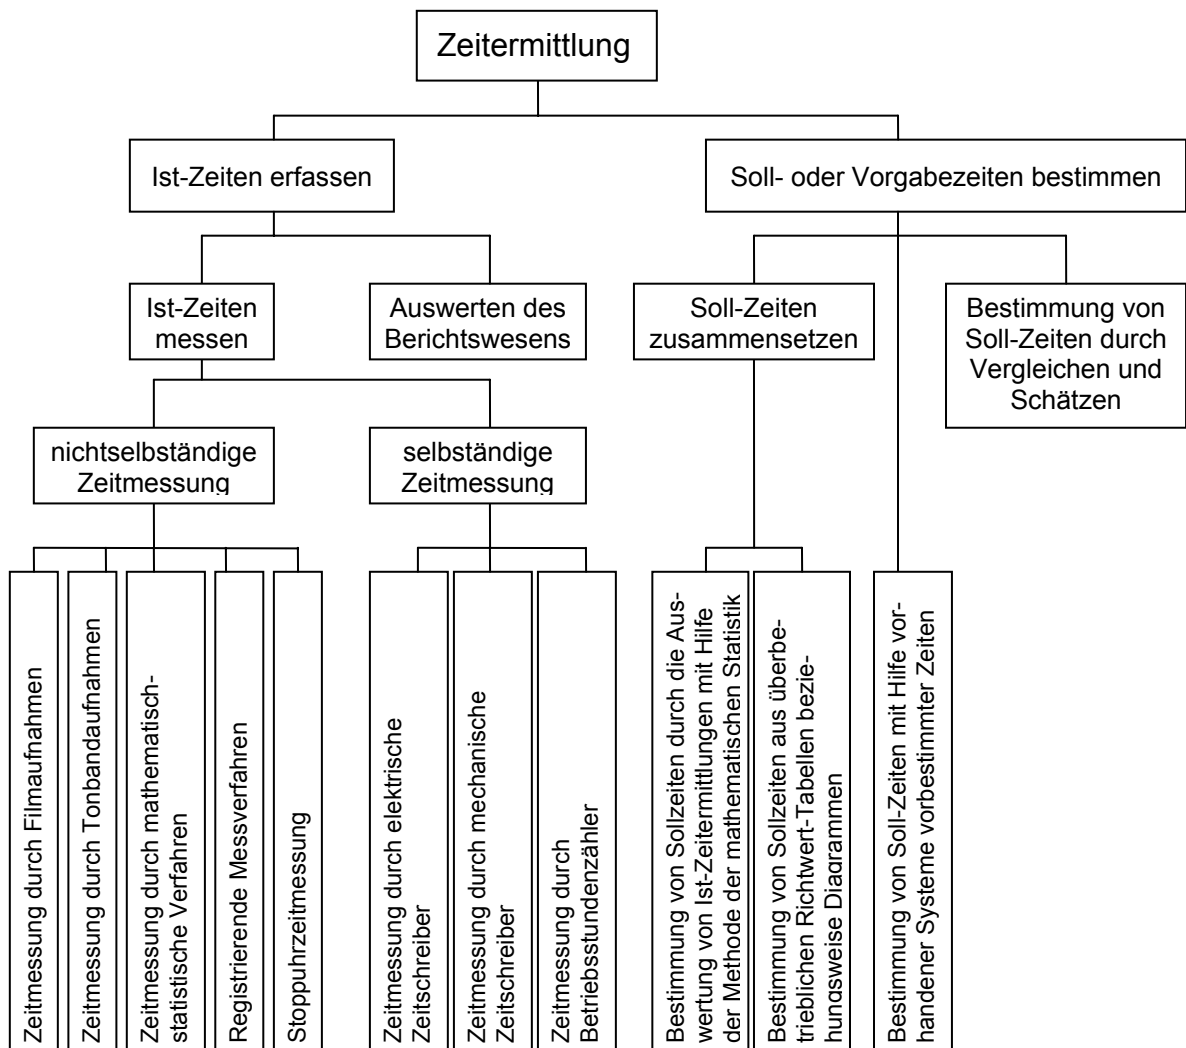 Zeitermittlung
Ist-Zeiten erfassen
Soll- oder Vorgabezeiten bestimmen
Ist-Zeiten
messen
Auswerten des
Berichtswesens
Soll-Zeiten
zusammensetzen
Bestimmung von
Soll-Zeiten durch
Vergleichen und
Schätzen
nichtselbständige
Zeitmessung
selbständige
Zeitmessung
Zeitmessung durch Filmaufnahmen
Zeitmessung durch Tonbandaufnahmen
Zeitmessung durch mathematisch-
statistische Verfahren
Registrierende Messverfahren
Stoppuhrzeitmessung
Zeitmessung durch elektrische
Zeitschreiber
Zeitmessung durch mechanische
Zeitschreiber
Zeitmessung durch
Betriebsstundenzähler
Bestimmung von Sollzeiten durch die Aus-
wertung von Ist-Zeitermittlungen mit Hilfe
der Methode der mathematischen Statistik
Bestimmung von Sollzeiten aus überbe-
trieblichen Richtwert-Tabellen bezie-
hungsweise Diagrammen
Bestimmung von Soll-Zeiten mit Hilfe vor-
handener Systeme vorbestimmter Zeiten